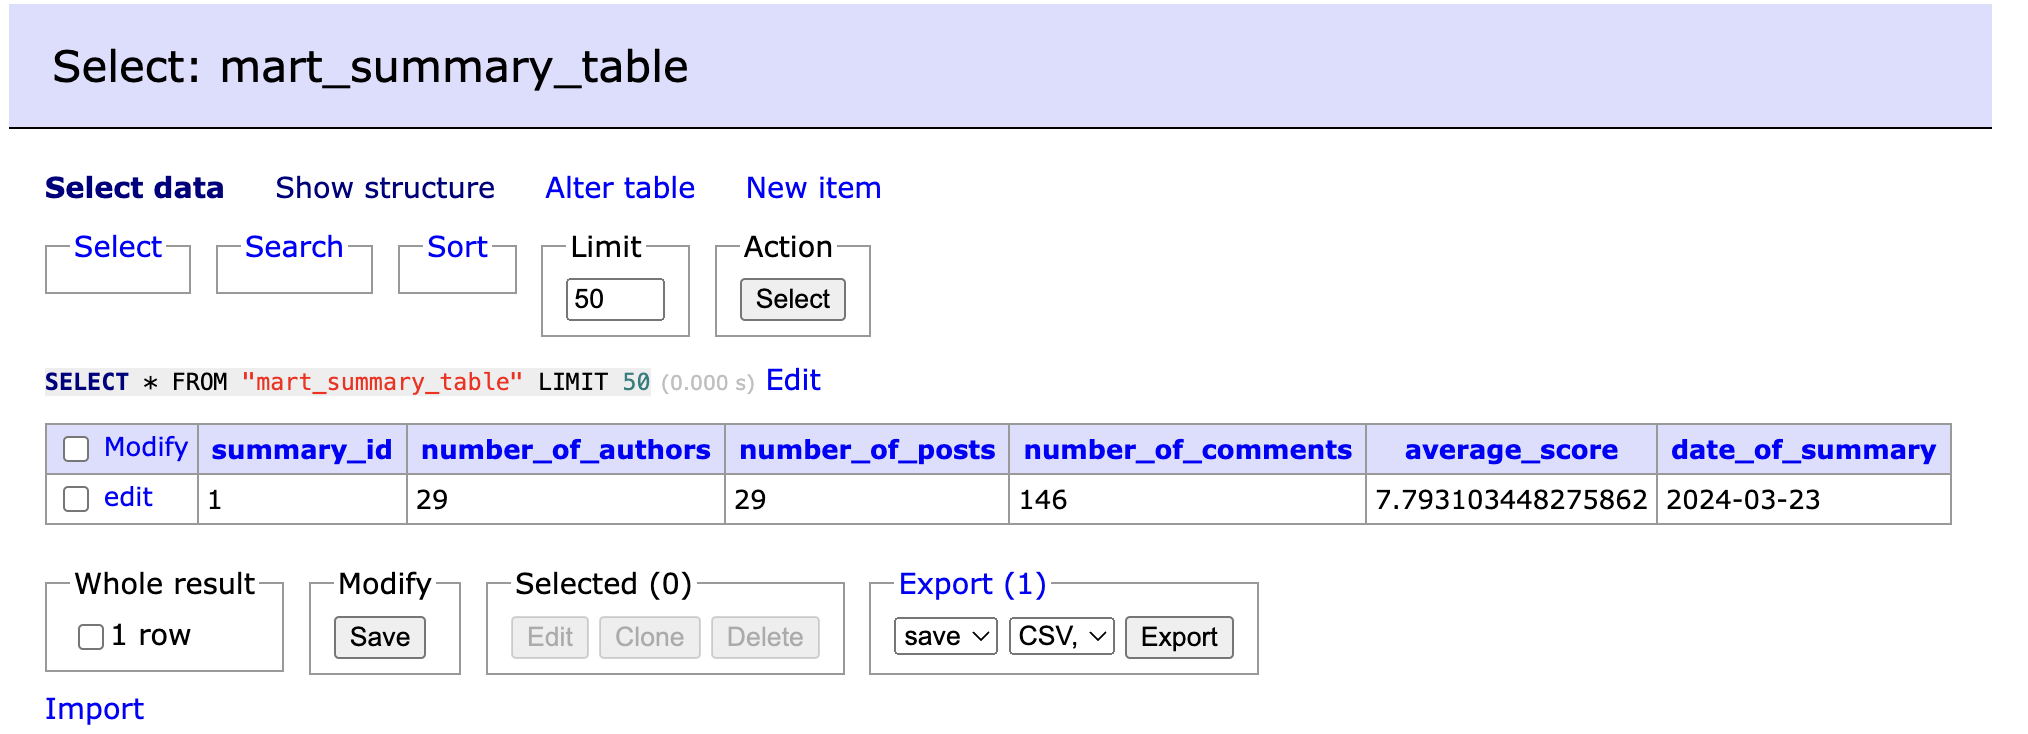 Select: mart_summary_table
Select data Show structure Alter table New item
Select Search Sort Limit Action
50 Select
SELECT * FROM "mart_summary_table" LIMIT 50 (0.000 s) Edit
Modify summary_id number_of_authors number_of_posts number_of_comments average_score date_of_summary
edit 1 29 29 146 7.793103448275862 2024-03-23
Whole result Modify Selected (0) Export (1)
1 row Save Edit Clone Delete save CSV, Export
Import